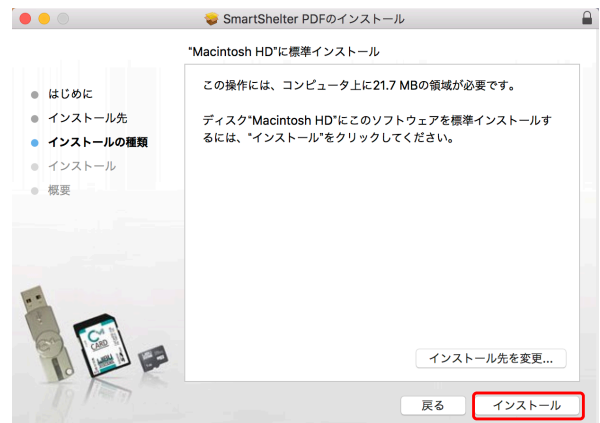 SmartShelter PDFのインストール
"Macintosh HD"に標準インストール
はじめに
インストール先
インストールの種類
インストール
概要
この操作には、コンピュータ上に21.7 MBの領域が必要です。
ディスク"Macintosh HD"にこのソフトウェアを標準インストールす
るには、"インストール"をクリックしてください。
CARD
インストール先を変更...
戻る
インストール